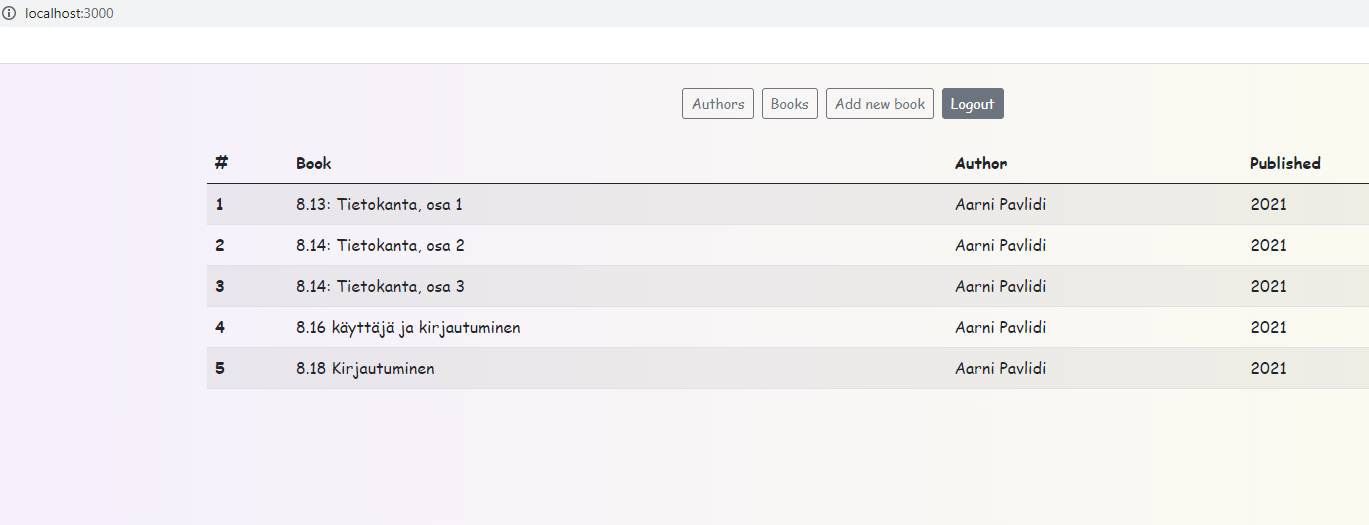 localhost:3000
Authors Books Add new book Logout
# Book Author Published
1 8.13: Tietokanta, osa 1 Aarni Pavlidi 2021
2 8.14: Tietokanta, osa 2 Aarni Pavlidi 2021
3 8.14: Tietokanta, osa 3 Aarni Pavlidi 2021
4 8.16 käyttäjä ja kirjautuminen Aarni Pavlidi 2021
5 8.18 Kirjautuminen Aarni Pavlidi 2021